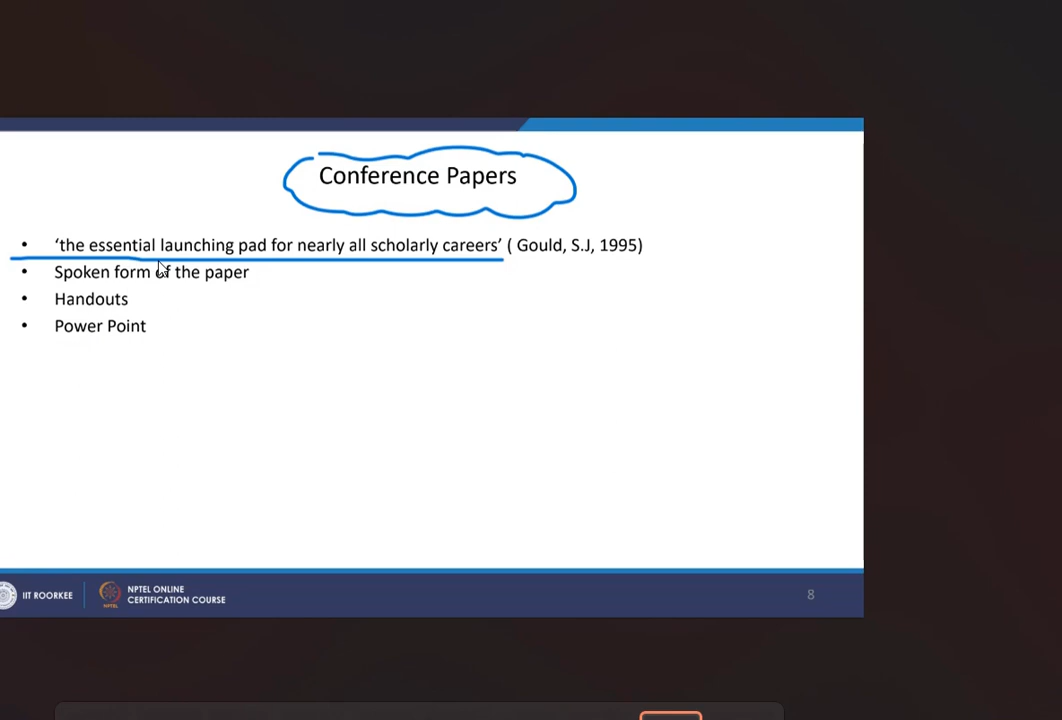 Conference Papers
• ‘the essential launching pad for nearly all scholarly careers’ ( Gould, S.J, 1995)
• Spoken form of the paper
• Handouts
• Power Point
IIT ROORKEE
NPTEL ONLINE
CERTIFICATION COURSE
8